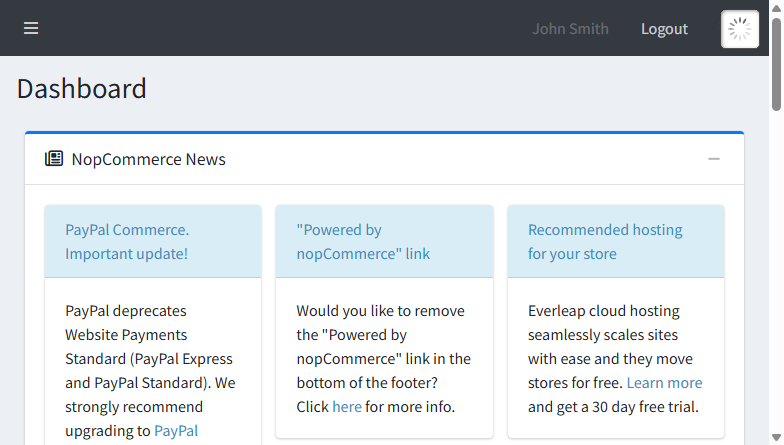 John Smith Logout
Dashboard
NopCommerce News
PayPal Commerce.
Important update!
PayPal deprecates
Website Payments
Standard (PayPal Express
and PayPal Standard). We
strongly recommend
upgrading to PayPal
"Powered by
nopCommerce" link
Would you like to remove
the "Powered by
nopCommerce" link in the
bottom of the footer?
Click here for more info.
Recommended hosting
for your store
Everleap cloud hosting
seamlessly scales sites
with ease and they move
stores for free. Learn more
and get a 30 day free trial.